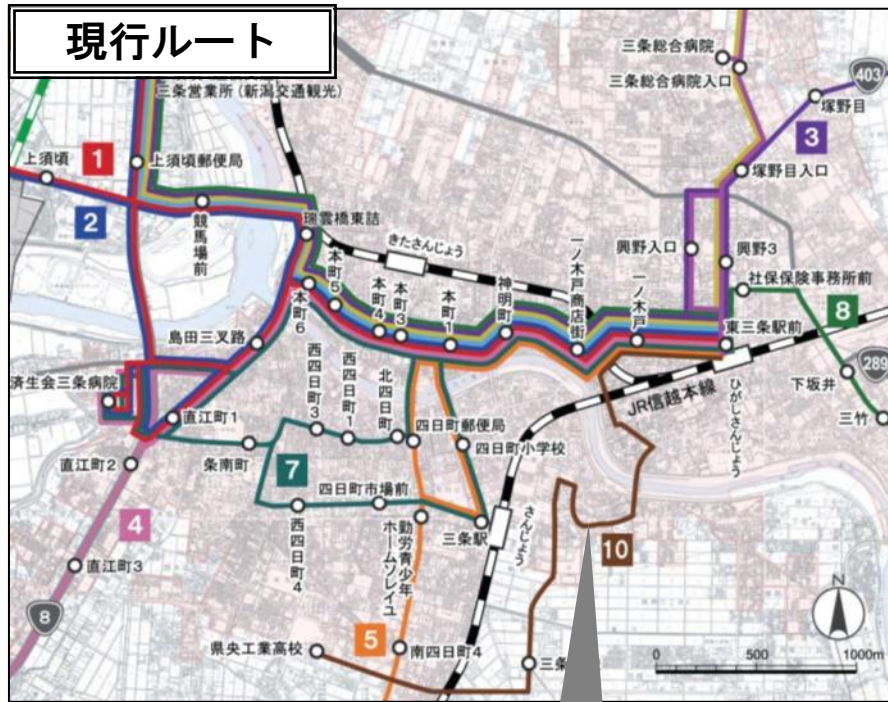 現行ルート
三条営業所 (新潟交通観光)
上須頃
1
上須頃郵便局
2
競馬場前
瑞雲橋東詰
きたさんじょう
三条総合病院
三条総合病院入口
403
塚野目
3
塚野目入口
興野入口
興野3
社保保険事務所前
8
東三条駅前
289
下坂井
三竹
ひがしさんじょう
JR信越本線
一ノ木戸
一ノ木戸商店街
神明町
本町1
本町3
本町4
本町5
本町6
島田三叉路
済生会三条病院
直江町1
直江町2
4
直江町3
8
条南町
7
西四日町3
西四日町1
北四日町
四日町郵便局
四日町小学校
四日町市場前
西四日町4
勤労青少年
ホームソレイユ
三条駅
さんじょう
10
県央工業高校
5
南四日町4
三条
N
0 500 1000m